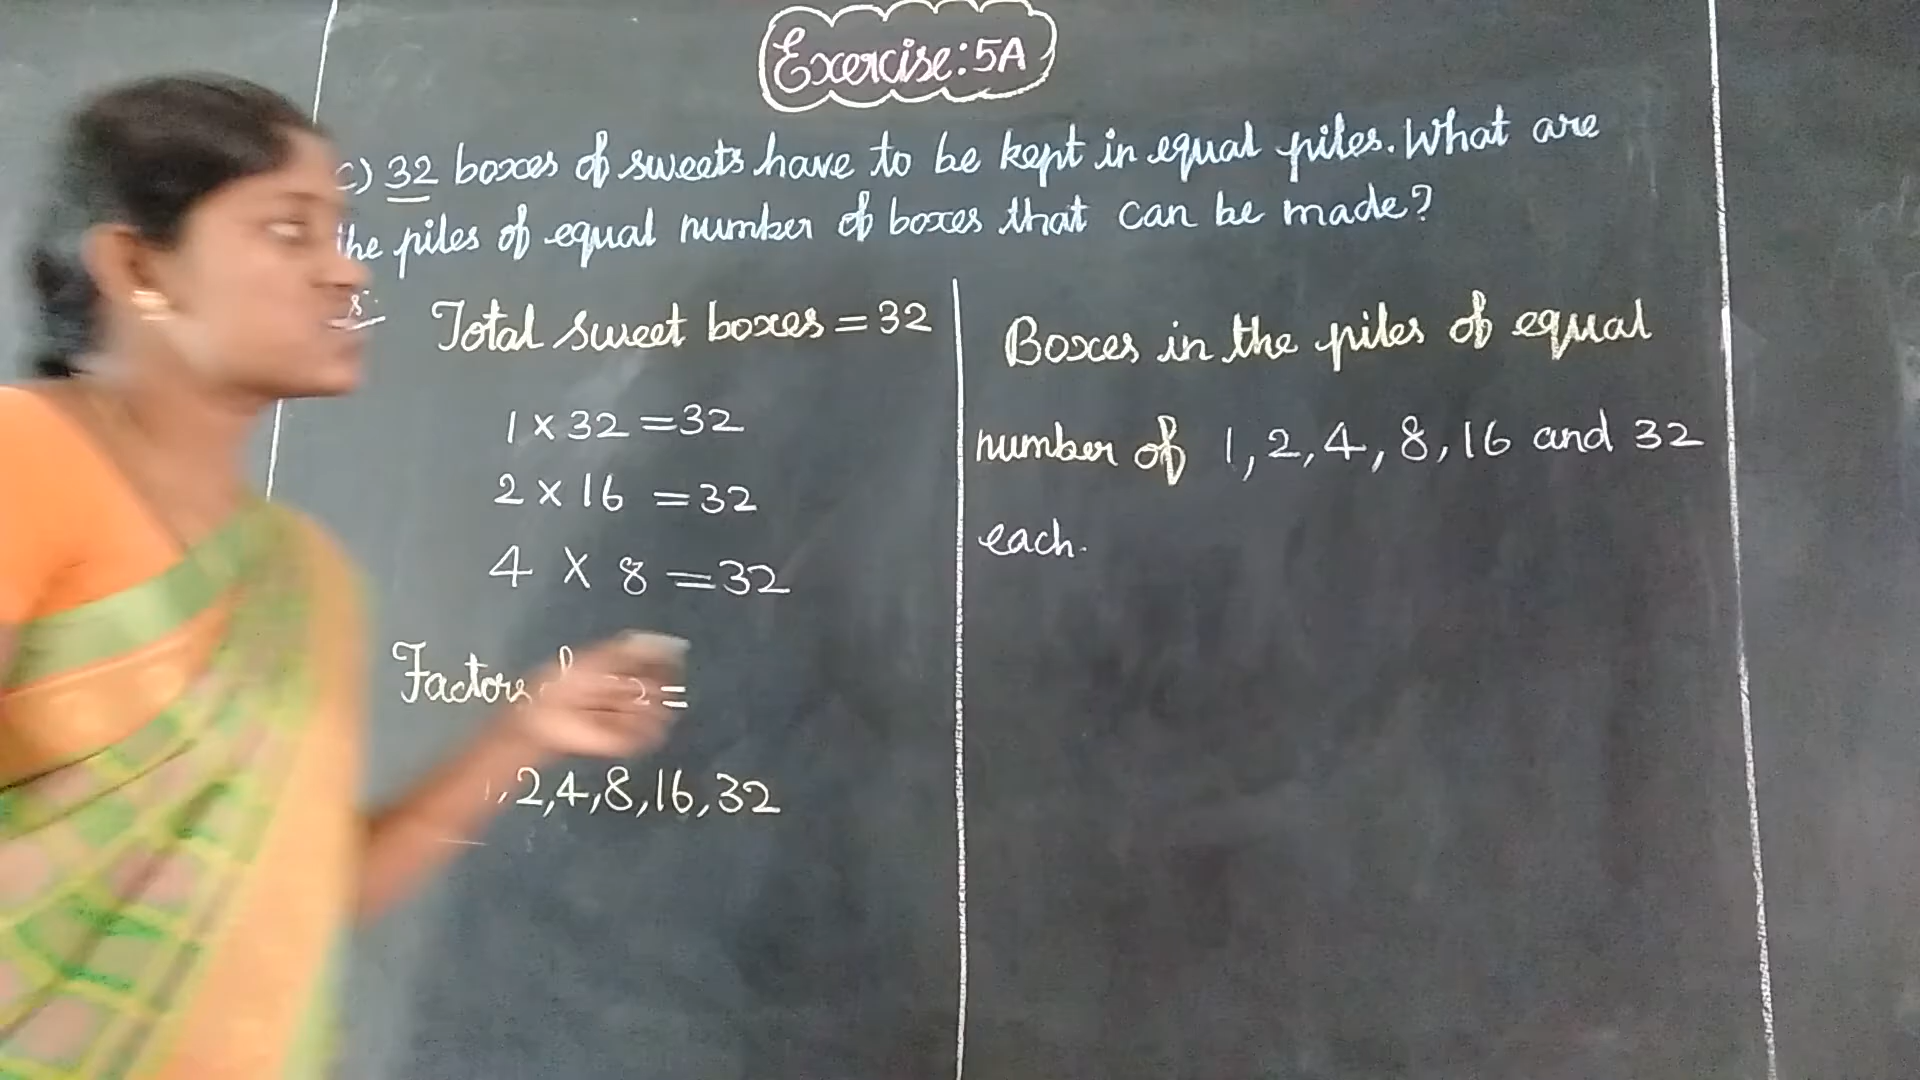 Exercise: 5A
c) 32 boxes of sweets have to be kept in equal piles. What are
the piles of equal number of boxes that can be made?
Total sweet boxes = 32
1 x 32 = 32
2 x 16 = 32
4 x 8 = 32
Factors 2 =
1, 2, 4, 8, 16, 32
Boxes in the piles of equal
number of 1, 2, 4, 8, 16 and 32
each.